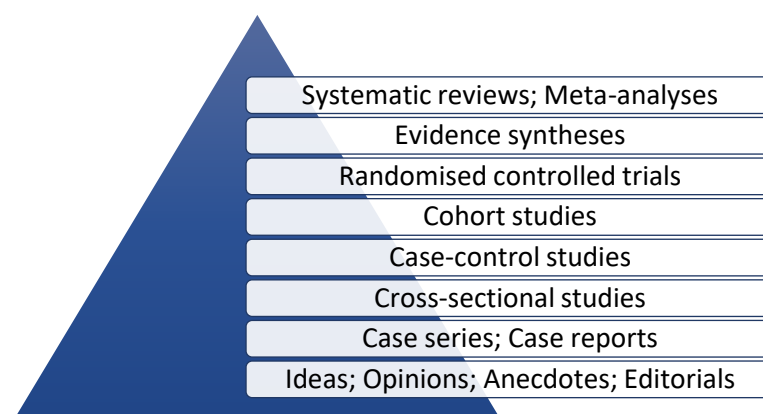 Systematic reviews; Meta-analyses
Evidence syntheses
Randomised controlled trials
Cohort studies
Case-control studies
Cross-sectional studies
Case series; Case reports
Ideas; Opinions; Anecdotes; Editorials